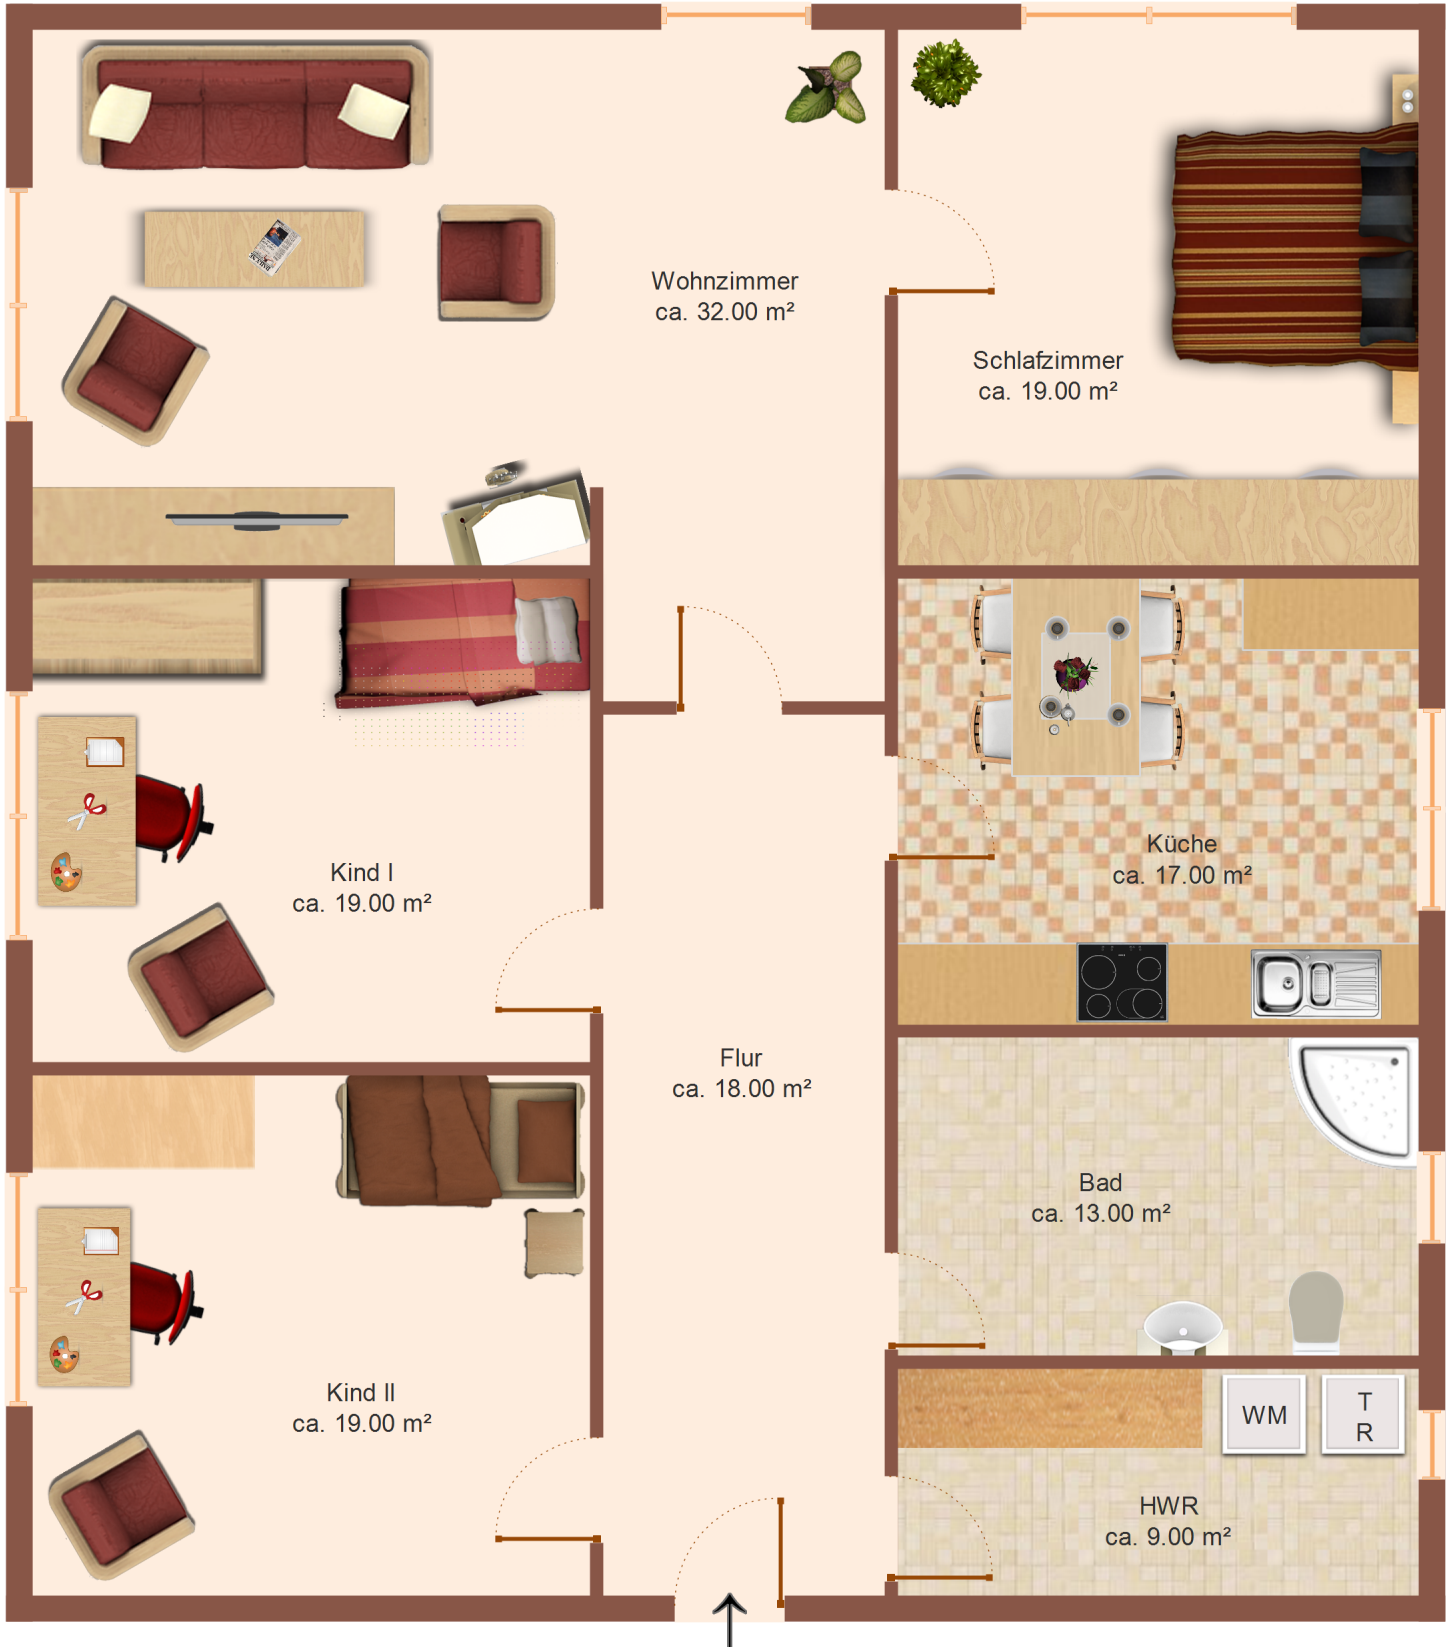 Wohnzimmer
ca. 32.00 m²
Schlafzimmer
ca. 19.00 m²
Kind I
ca. 19.00 m²
Küche
ca. 17.00 m²
Flur
ca. 18.00 m²
Bad
ca. 13.00 m²
Kind II
ca. 19.00 m²
WM
T
R
HWR
ca. 9.00 m²